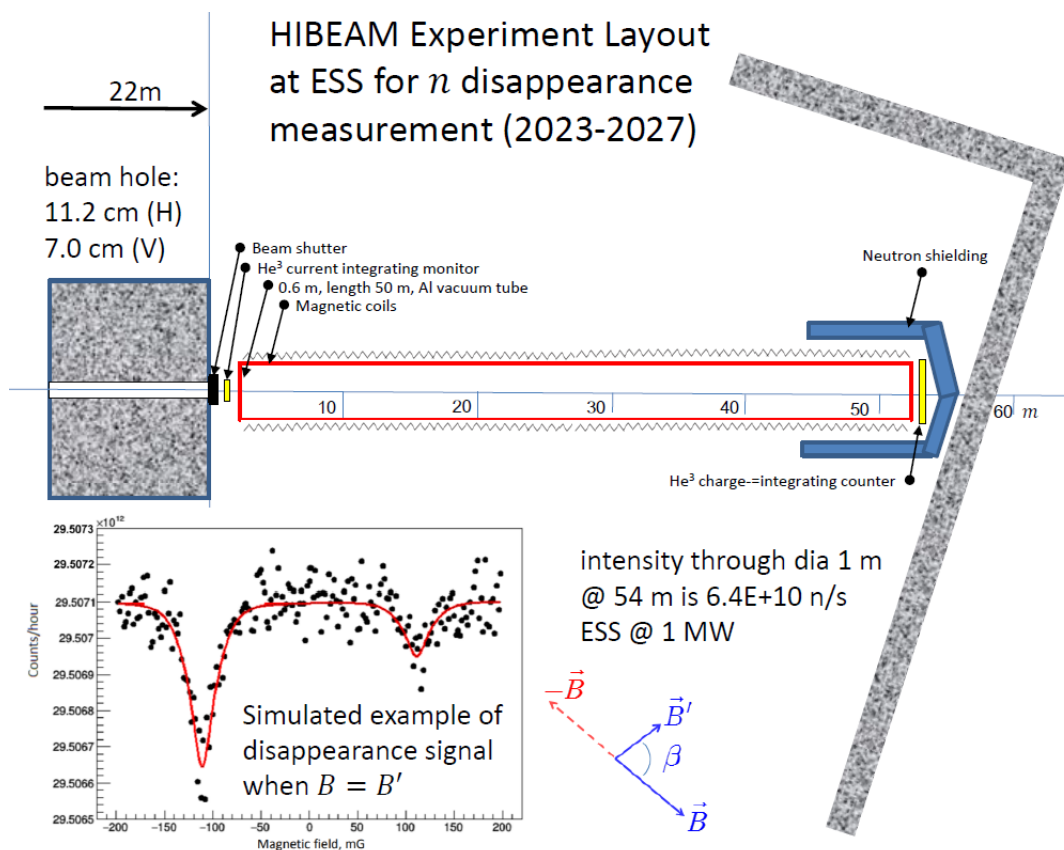 HIBEAM Experiment Layout
at ESS for n disappearance
measurement (2023-2027)
22m
beam hole:
11.2 cm (H)
7.0 cm (V)
Beam shutter
He³ current integrating monitor
0.6 m, length 50 m, Al vacuum tube
Magnetic coils
Neutron shielding
10 20 30 40 50 60 m
He³ charge-=integrating counter
×10¹²
29.5073
29.5072
29.5071
29.507
29.5069
29.5068
29.5067
29.5066
29.5065
Counts/hour
−200 −150 −100 −50 0 50 100 150 200
Magnetic field, mG
Simulated example of
disappearance signal
when B = B′
intensity through dia 1 m
@ 54 m is 6.4E+10 n/s
ESS @ 1 MW
−B⃗
B⃗′
β
B⃗